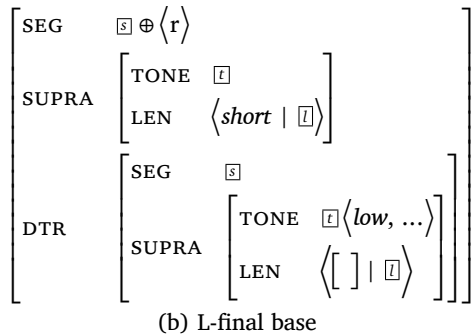 SEG [s] ⊕ ⟨r⟩
SUPRA [TONE [t]
LEN ⟨short | [l]⟩]
DTR [SEG [s]
SUPRA [TONE [t] ⟨low, ...⟩
LEN ⟨[ ] | [l]⟩]]
(b) L-final base